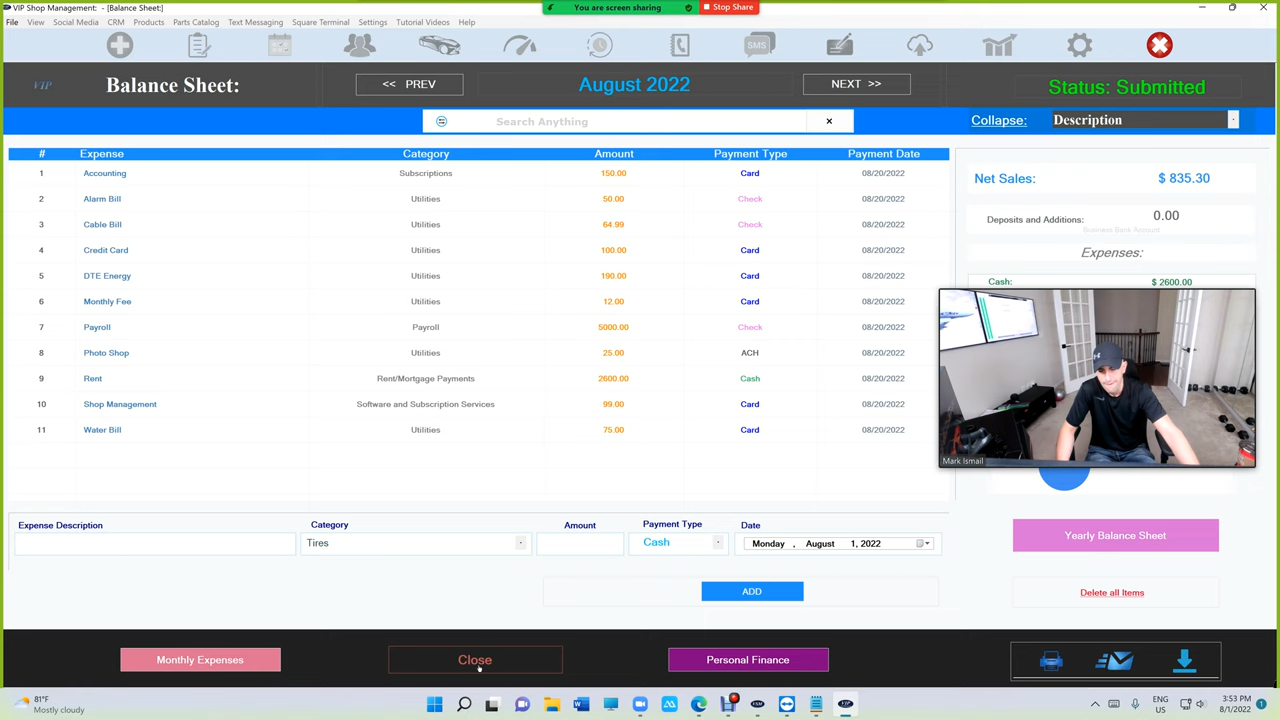 VIP Shop Management: - [Balance Sheet:]
You are screen sharing
Stop Share
File View Social Media CRM Products Parts Catalog Text Messaging Square Terminal Settings Tutorial Videos Help
SMS
VIP
Balance Sheet:
<< PREV
August 2022
NEXT >>
Status: Submitted
Search Anything
×
Collapse:
Description
# Expense Category Amount Payment Type Payment Date
1 Accounting Subscriptions 150.00 Card 08/20/2022
2 Alarm Bill Utilities 50.00 Check 08/20/2022
3 Cable Bill Utilities 64.99 Check 08/20/2022
4 Credit Card Utilities 100.00 Card 08/20/2022
5 DTE Energy Utilities 190.00 Card 08/20/2022
6 Monthly Fee Utilities 12.00 Card 08/20/2022
7 Payroll Payroll 5000.00 Check 08/20/2022
8 Photo Shop Utilities 25.00 ACH 08/20/2022
9 Rent Rent/Mortgage Payments 2600.00 Cash 08/20/2022
10 Shop Management Software and Subscription Services 99.00 Card 08/20/2022
11 Water Bill Utilities 75.00 Card 08/20/2022
Net Sales: $ 835.30
Deposits and Additions: 0.00
Business Bank Account
Expenses:
Cash: $ 2600.00
Mark Ismail
Expense Description Category Amount Payment Type Date
Tires Cash Monday , August 1, 2022
Yearly Balance Sheet
ADD
Delete all Items
Monthly Expenses
Close
Personal Finance
81°F
Mostly cloudy
VSM
VIP
ENG
US
3:53 PM
8/1/2022
1